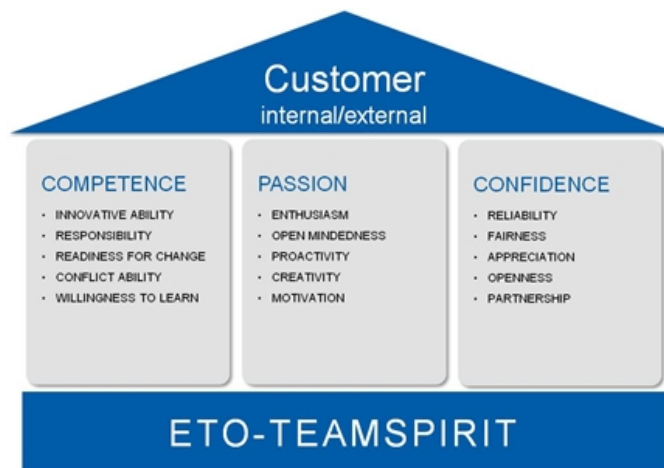 Customer
internal/external
COMPETENCE
· INNOVATIVE ABILITY
· RESPONSIBILITY
· READINESS FOR CHANGE
· CONFLICT ABILITY
· WILLINGNESS TO LEARN
PASSION
· ENTHUSIASM
· OPEN MINDEDNESS
· PROACTIVITY
· CREATIVITY
· MOTIVATION
CONFIDENCE
· RELIABILITY
· FAIRNESS
· APPRECIATION
· OPENNESS
· PARTNERSHIP
ETO-TEAMSPIRIT